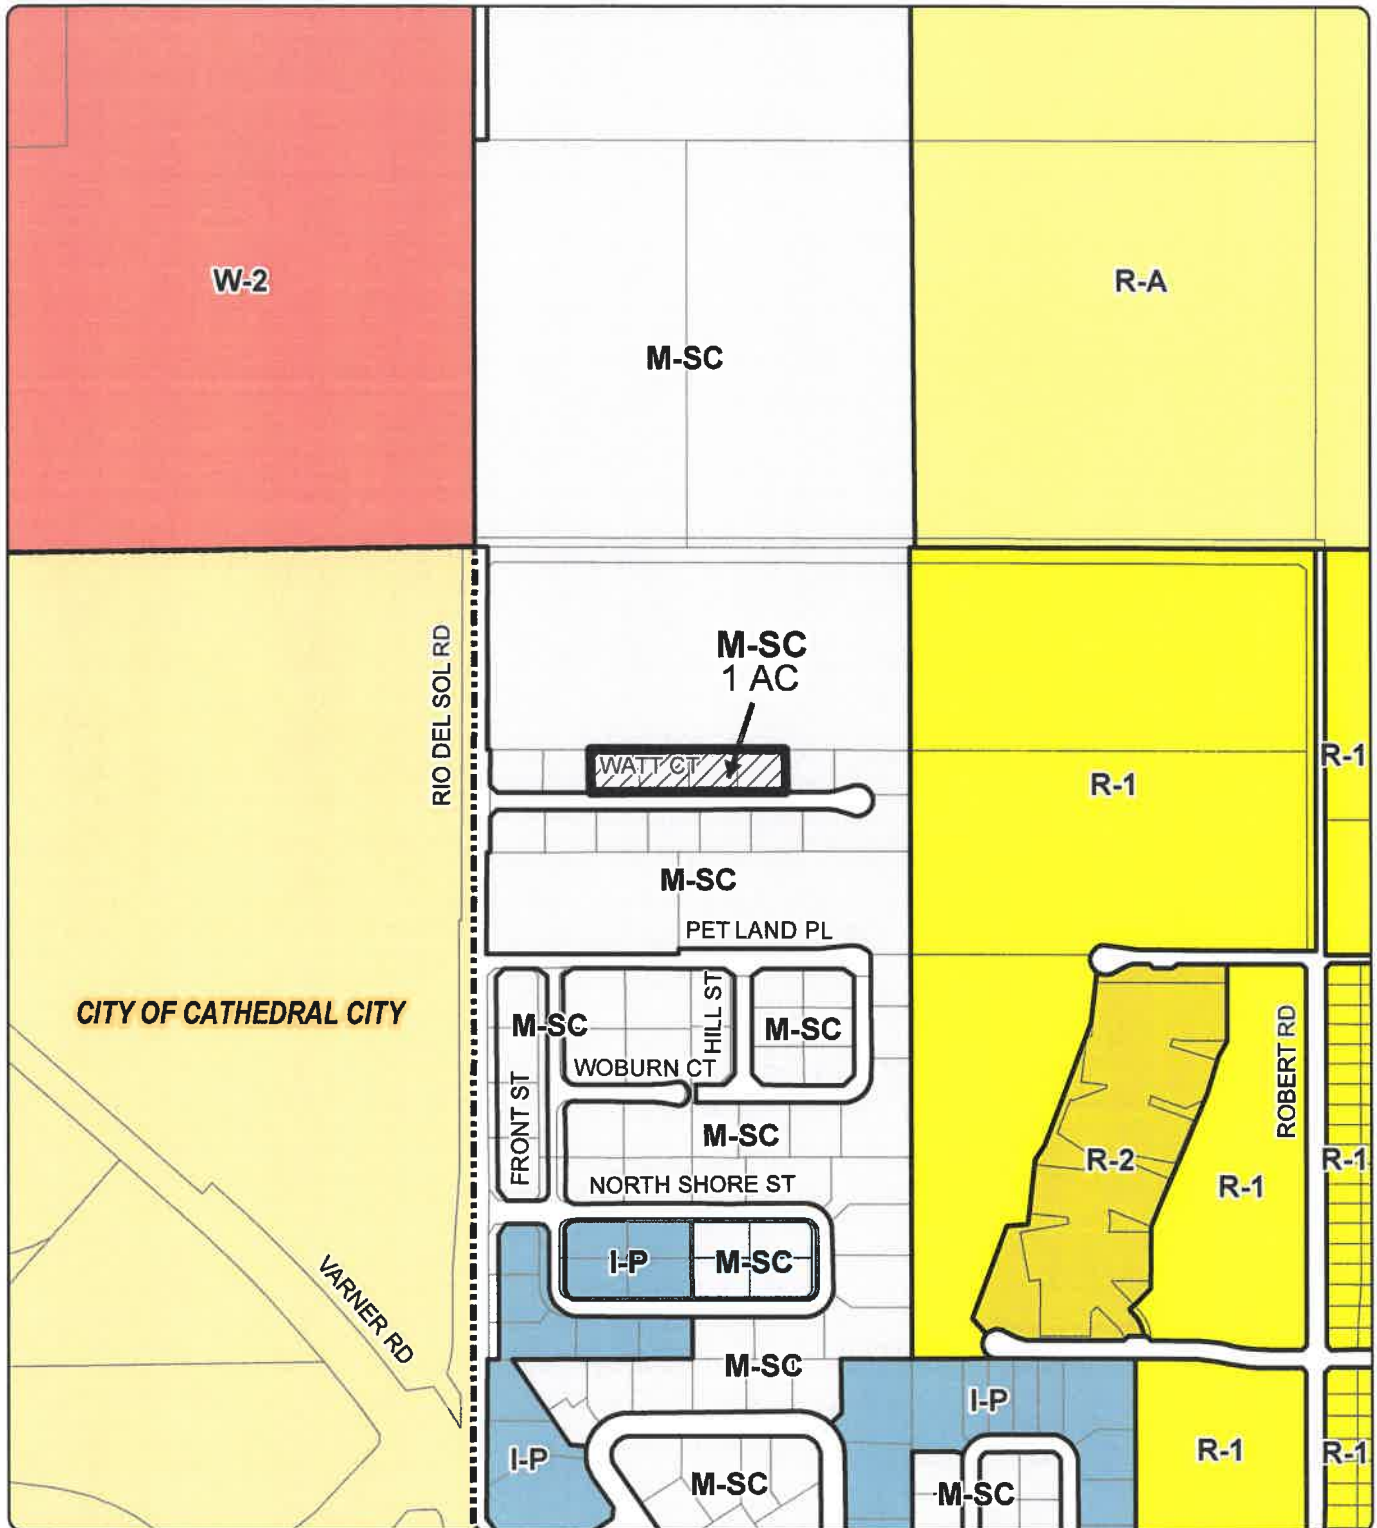 W-2
R-A
M-SC
RIO DEL SOL RD
M-SC
1 AC
WATT CT
R-1
R-1
M-SC
PETLAND PL
CITY OF CATHEDRAL CITY
M-SC
HILL ST
M-SC
ROBERT RD
WOBURN CT
FRONT ST
M-SC
R-2
R-1
R-1
NORTH SHORE ST
I-P
M-SC
VARNER RD
M-SC
I-P
I-P
R-1
R-1
M-SC
M-SC